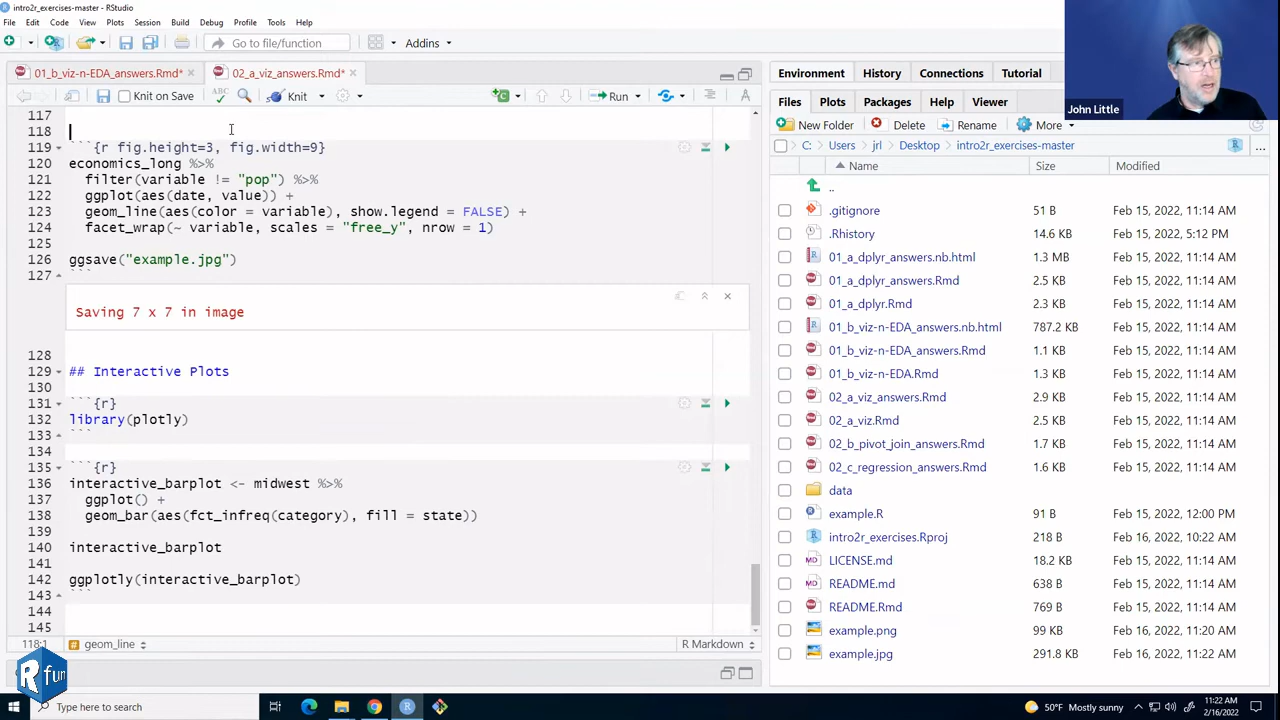 intro2r_exercises-master - RStudio
File Edit Code View Plots Session Build Debug Profile Tools Help
Go to file/function
Addins
01_b_viz-n-EDA_answers.Rmd*
02_a_viz_answers.Rmd*
Knit on Save
ABC
Knit
Run
117
118
119 ```{r fig.height=3, fig.width=9}
120 economics_long %>%
121 filter(variable != "pop") %>%
122 ggplot(aes(date, value)) +
123 geom_line(aes(color = variable), show.legend = FALSE) +
124 facet_wrap(~ variable, scales = "free_y", nrow = 1)
125
126 ggsave("example.jpg")
127 ```
Saving 7 x 7 in image
128
129 ## Interactive Plots
130
131 ```{r}
132 library(plotly)
133 ```
134
135 ```{r}
136 interactive_barplot <- midwest %>%
137 ggplot() +
138 geom_bar(aes(fct_infreq(category), fill = state))
139
140 interactive_barplot
141
142 ggplotly(interactive_barplot)
143 ```
144
145
118:1 geom_line R Markdown
Environment History Connections Tutorial
Files Plots Packages Help Viewer
New Folder Delete Rename More
C: Users jrl Desktop intro2r_exercises-master ...
Name Size Modified
..
.gitignore 51 B Feb 15, 2022, 11:14 AM
.Rhistory 14.6 KB Feb 15, 2022, 5:12 PM
01_a_dplyr_answers.nb.html 1.3 MB Feb 15, 2022, 11:14 AM
01_a_dplyr_answers.Rmd 2.5 KB Feb 15, 2022, 11:14 AM
01_a_dplyr.Rmd 2.3 KB Feb 15, 2022, 11:14 AM
01_b_viz-n-EDA_answers.nb.html 787.2 KB Feb 15, 2022, 11:14 AM
01_b_viz-n-EDA_answers.Rmd 1.1 KB Feb 15, 2022, 11:14 AM
01_b_viz-n-EDA.Rmd 1.3 KB Feb 15, 2022, 11:14 AM
02_a_viz_answers.Rmd 2.9 KB Feb 15, 2022, 11:14 AM
02_a_viz.Rmd 2.5 KB Feb 15, 2022, 11:14 AM
02_b_pivot_join_answers.Rmd 1.7 KB Feb 15, 2022, 11:14 AM
02_c_regression_answers.Rmd 1.6 KB Feb 15, 2022, 11:14 AM
data
example.R 91 B Feb 15, 2022, 12:00 PM
intro2r_exercises.Rproj 218 B Feb 16, 2022, 10:22 AM
LICENSE.md 18.2 KB Feb 15, 2022, 11:14 AM
README.md 638 B Feb 15, 2022, 11:14 AM
README.Rmd 769 B Feb 15, 2022, 11:14 AM
example.png 99 KB Feb 16, 2022, 11:20 AM
example.jpg 291.8 KB Feb 16, 2022, 11:22 AM
John Little
R fun
Type here to search
50°F Mostly sunny
11:22 AM
2/16/2022